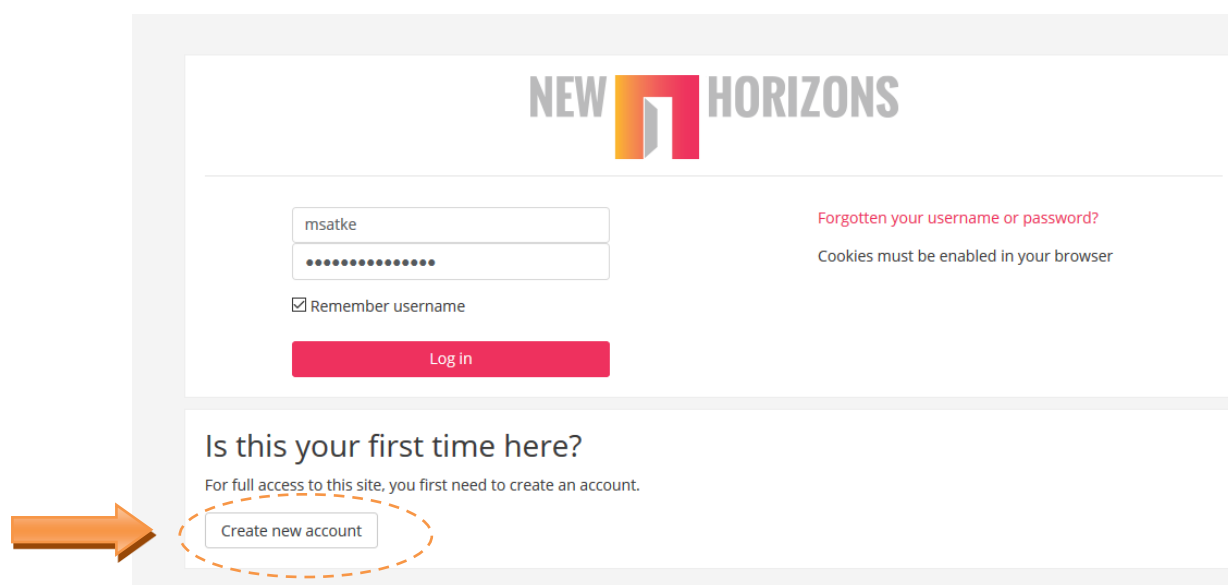 NEW HORIZONS
msatke
Forgotten your username or password?
•••••••••••••••
Cookies must be enabled in your browser
Remember username
Log in
Is this your first time here?
For full access to this site, you first need to create an account.
Create new account